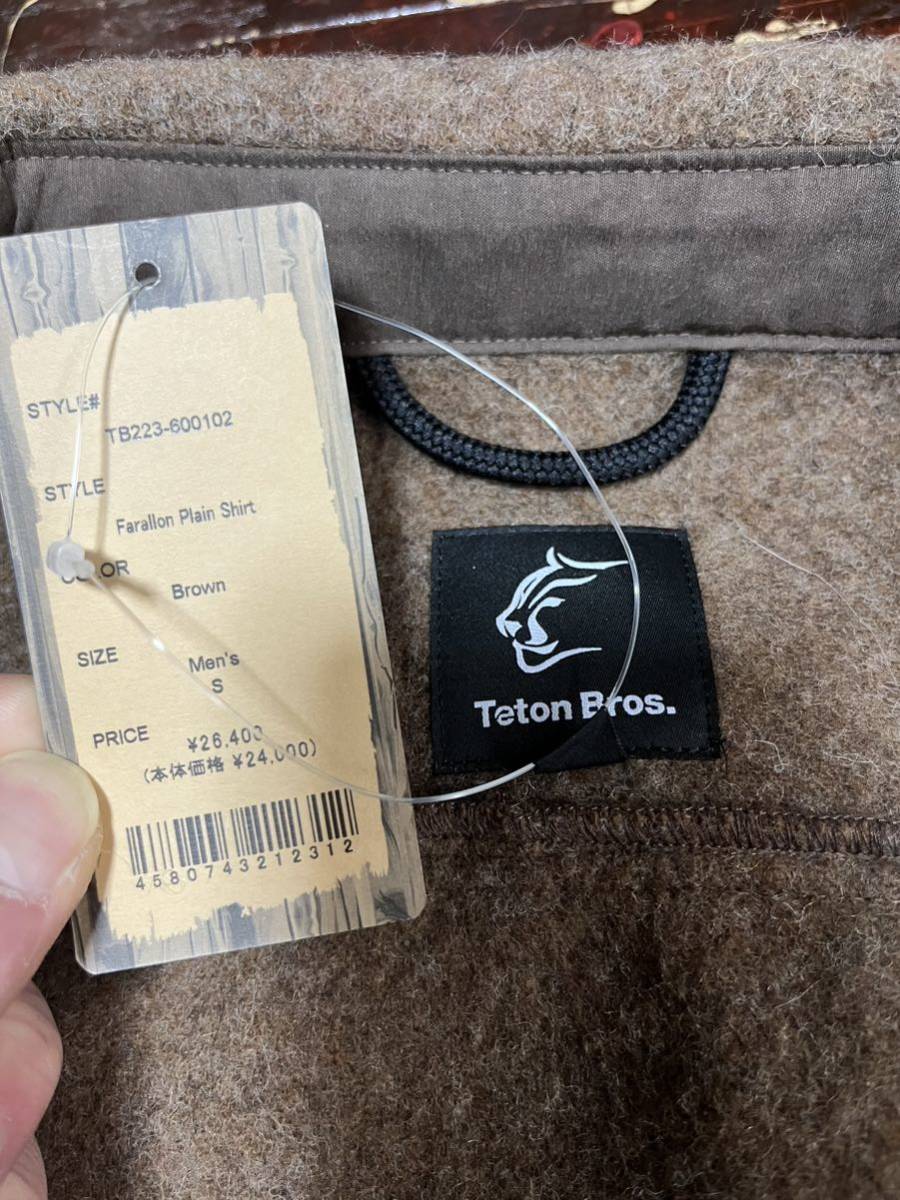 STYLE#
TB223-600102
STYLE
Farallon Plain Shirt
COLOR
Brown
SIZE
Men's
S
PRICE
¥26,400
(本体価格 ¥24,000)
4580743212312
Teton Bros.